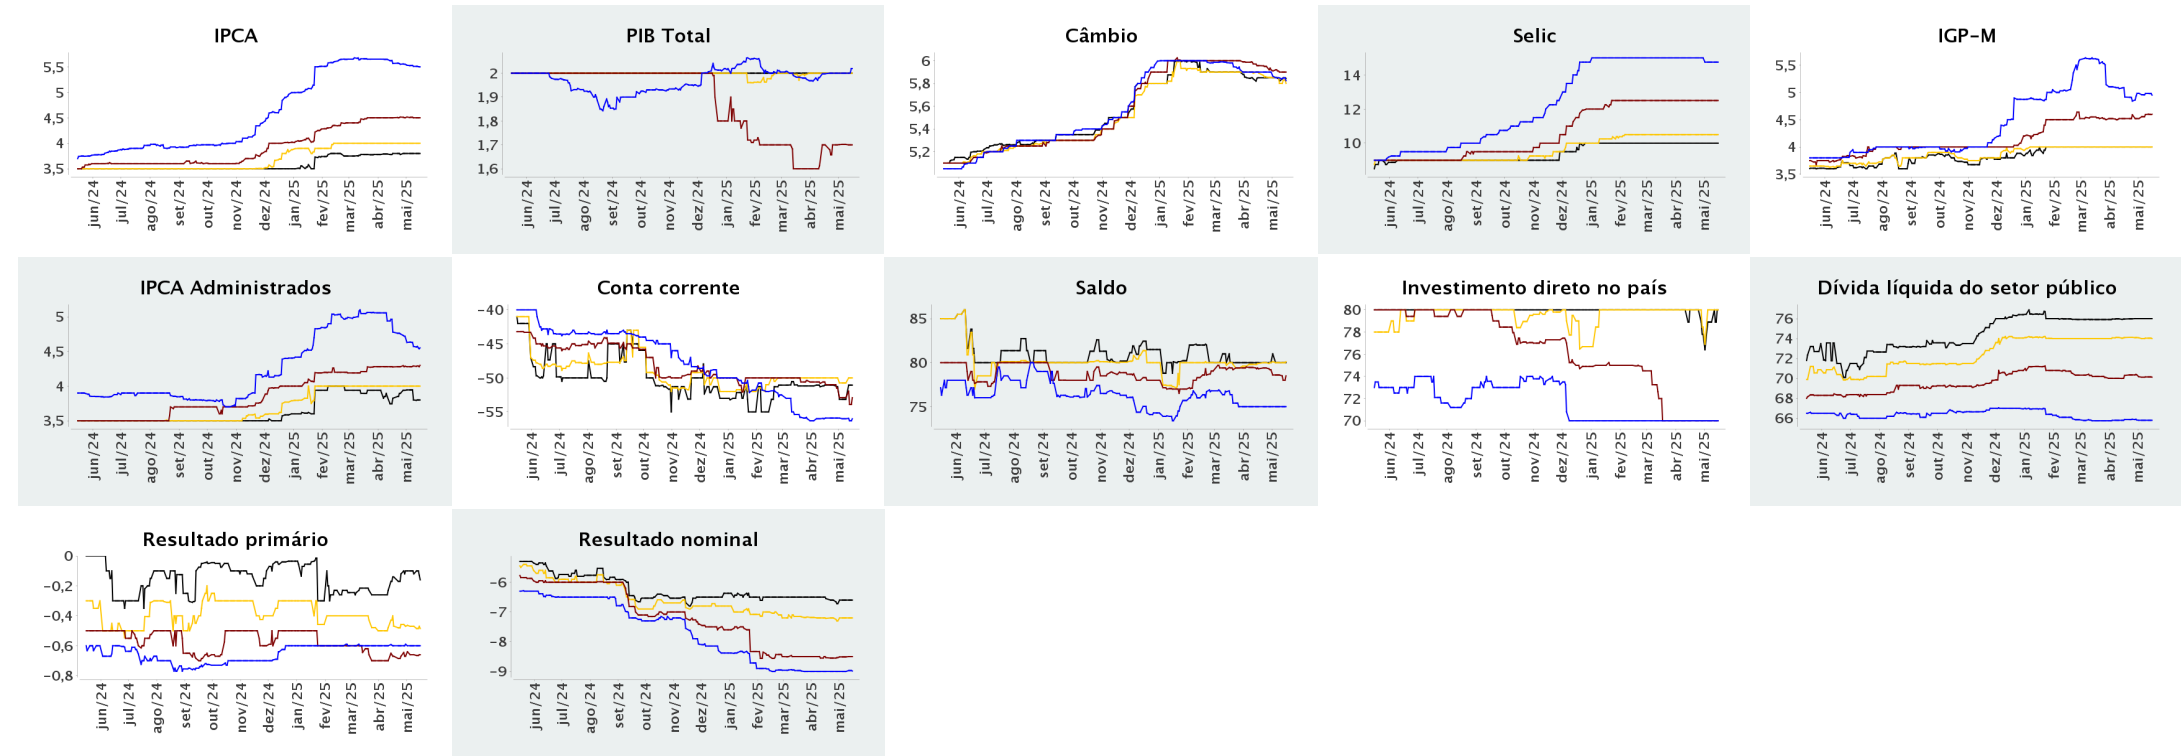 IPCA
5,5
5
4,5
4
3,5
jun/24
jul/24
ago/24
set/24
out/24
nov/24
dez/24
jan/25
fev/25
mar/25
abr/25
mai/25
PIB Total
2
1,9
1,8
1,7
1,6
jun/24
jul/24
ago/24
set/24
out/24
nov/24
dez/24
jan/25
fev/25
mar/25
abr/25
mai/25
Câmbio
6
5,8
5,6
5,4
5,2
jun/24
jul/24
ago/24
set/24
out/24
nov/24
dez/24
jan/25
fev/25
mar/25
abr/25
mai/25
Selic
14
12
10
jun/24
jul/24
ago/24
set/24
out/24
nov/24
dez/24
jan/25
fev/25
mar/25
abr/25
mai/25
IGP-M
5,5
5
4,5
4
3,5
jun/24
jul/24
ago/24
set/24
out/24
nov/24
dez/24
jan/25
fev/25
mar/25
abr/25
mai/25
IPCA Administrados
5
4,5
4
3,5
jun/24
jul/24
ago/24
set/24
out/24
nov/24
dez/24
jan/25
fev/25
mar/25
abr/25
mai/25
Conta corrente
-40
-45
-50
-55
jun/24
jul/24
ago/24
set/24
out/24
nov/24
dez/24
jan/25
fev/25
mar/25
abr/25
mai/25
Saldo
85
80
75
jun/24
jul/24
ago/24
set/24
out/24
nov/24
dez/24
jan/25
fev/25
mar/25
abr/25
mai/25
Investimento direto no país
80
78
76
74
72
70
jun/24
jul/24
ago/24
set/24
out/24
nov/24
dez/24
jan/25
fev/25
mar/25
abr/25
mai/25
Dívida líquida do setor público
76
74
72
70
68
66
jun/24
jul/24
ago/24
set/24
out/24
nov/24
dez/24
jan/25
fev/25
mar/25
abr/25
mai/25
Resultado primário
0
-0,2
-0,4
-0,6
-0,8
jun/24
jul/24
ago/24
set/24
out/24
nov/24
dez/24
jan/25
fev/25
mar/25
abr/25
mai/25
Resultado nominal
-6
-7
-8
-9
jun/24
jul/24
ago/24
set/24
out/24
nov/24
dez/24
jan/25
fev/25
mar/25
abr/25
mai/25